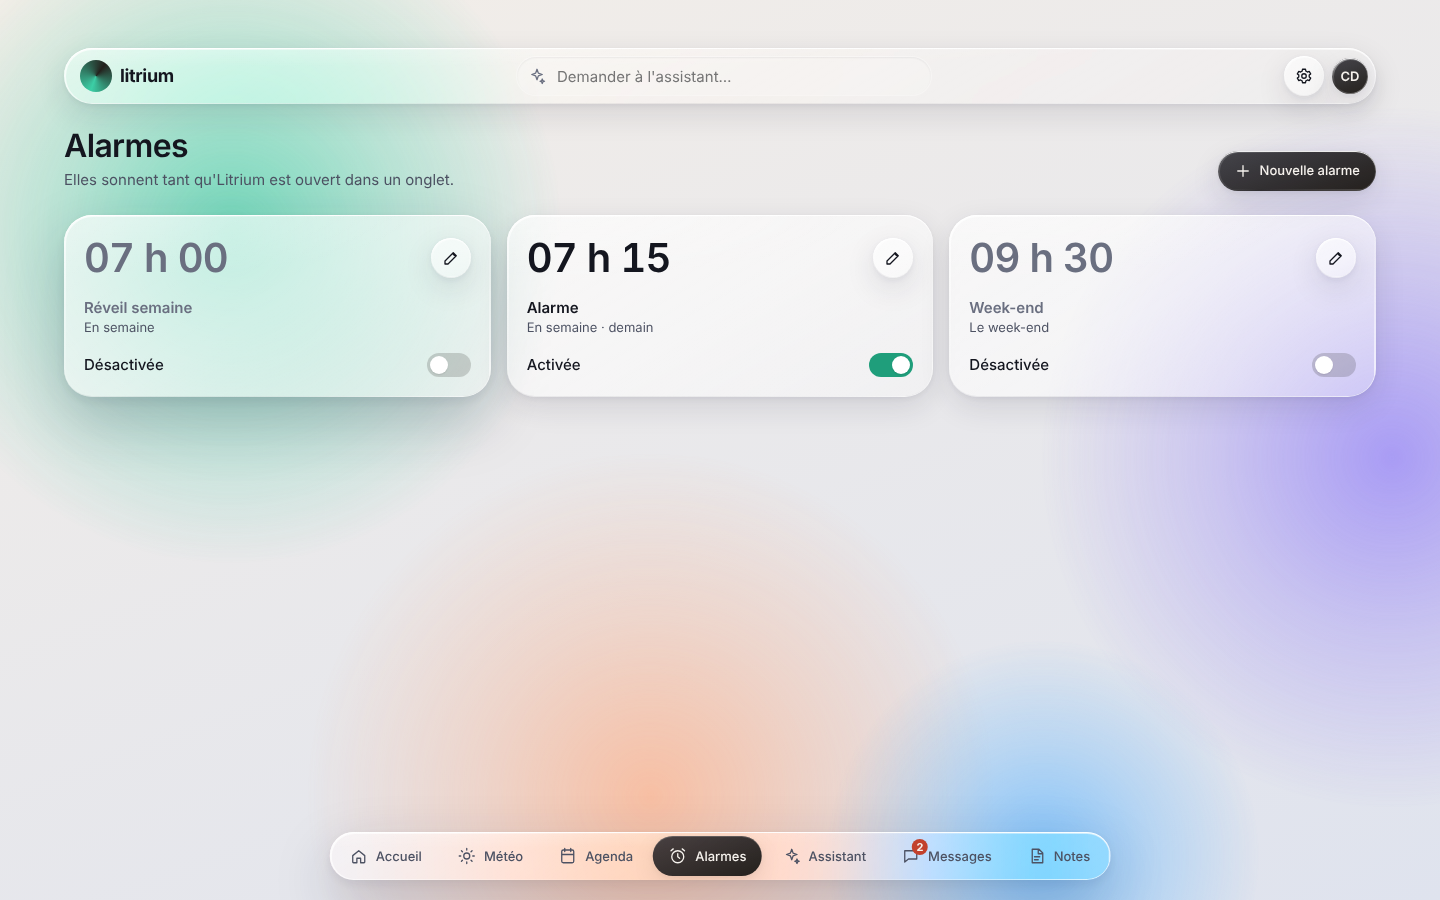 litrium
Demander à l'assistant...
CD
Alarmes
Elles sonnent tant qu'Litrium est ouvert dans un onglet.
Nouvelle alarme
07 h 00
Réveil semaine
En semaine
Désactivée
07 h 15
Alarme
En semaine · demain
Activée
09 h 30
Week-end
Le week-end
Désactivée
Accueil
Météo
Agenda
Alarmes
Assistant
2
Messages
Notes